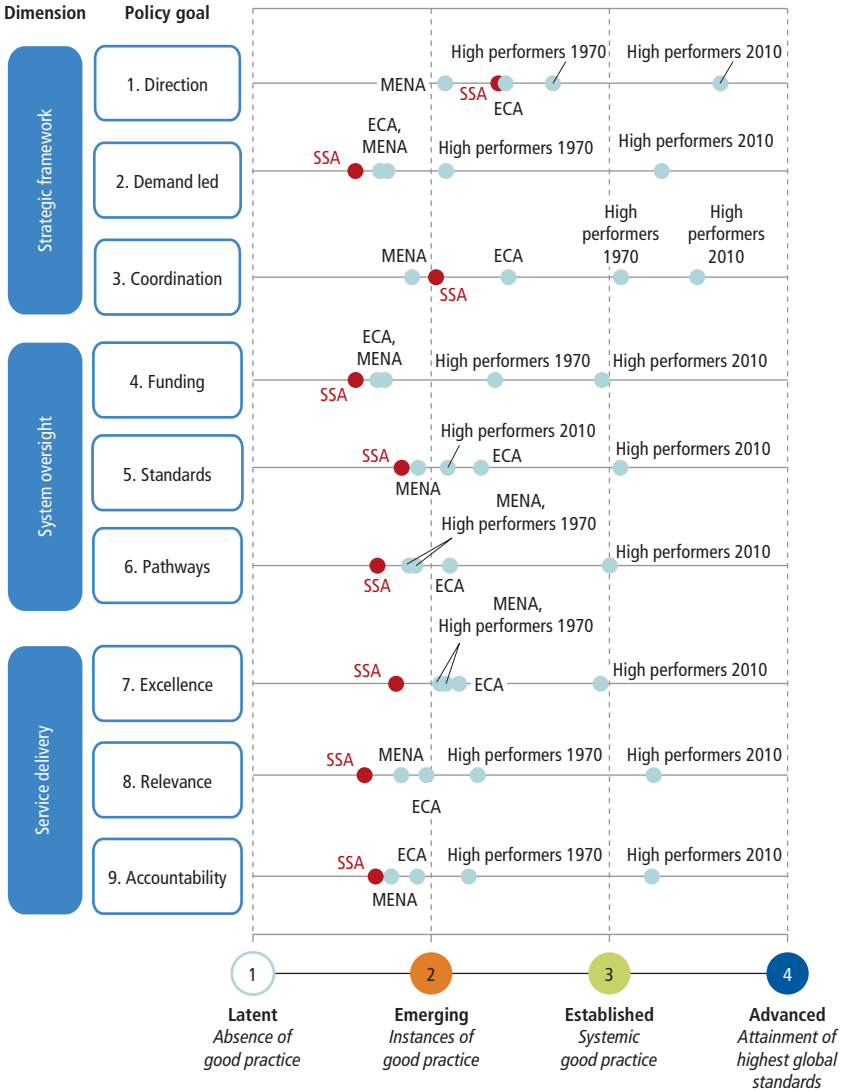 Dimension
Policy goal
Strategic framework
1. Direction
MENA
SSA
ECA
High performers 1970
High performers 2010
2. Demand led
SSA
ECA,
MENA
High performers 1970
High performers 2010
3. Coordination
MENA
SSA
ECA
High
performers
1970
High
performers
2010
System oversight
4. Funding
SSA
ECA,
MENA
High performers 1970
High performers 2010
5. Standards
SSA
MENA
High performers 2010
ECA
High performers 2010
6. Pathways
SSA
MENA,
High performers 1970
ECA
High performers 2010
Service delivery
7. Excellence
SSA
MENA,
High performers 1970
ECA
High performers 2010
8. Relevance
SSA
MENA
ECA
High performers 1970
High performers 2010
9. Accountability
SSA
MENA
ECA
High performers 1970
High performers 2010
1
2
3
4
Latent
Absence of
good practice
Emerging
Instances of
good practice
Established
Systemic
good practice
Advanced
Attainment of
highest global
standards